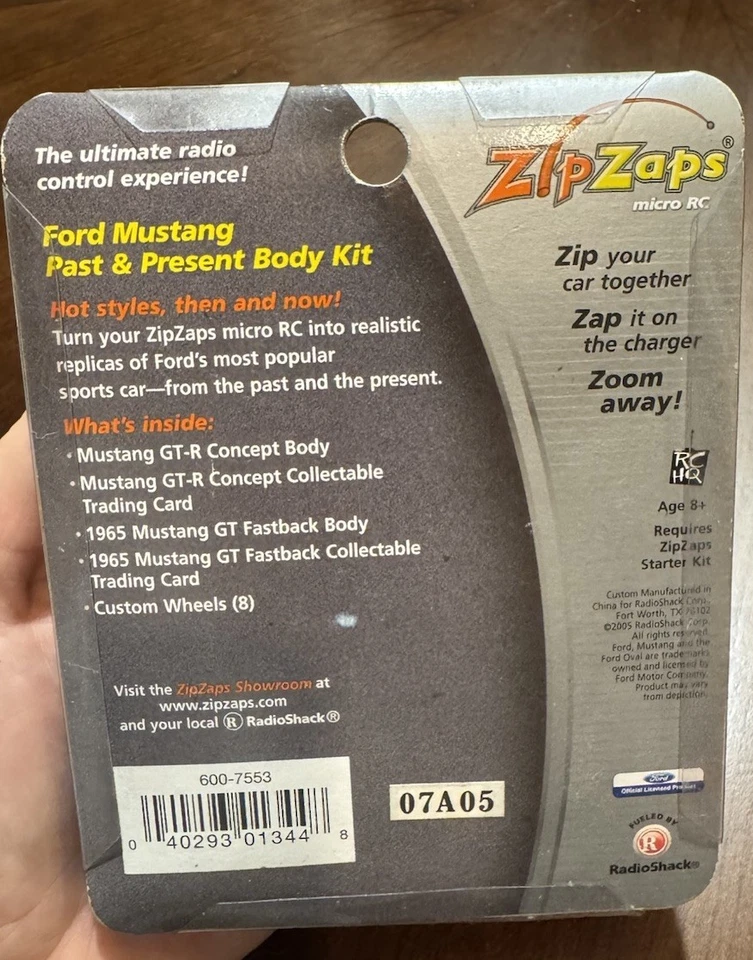 The ultimate radio
control experience!
Ford Mustang
Past & Present Body Kit
Hot styles, then and now!
Turn your ZipZaps micro RC into realistic
replicas of Ford's most popular
sports car—from the past and the present.
What's inside:
• Mustang GT-R Concept Body
• Mustang GT-R Concept Collectable
Trading Card
• 1965 Mustang GT Fastback Body
• 1965 Mustang GT Fastback Collectable
Trading Card
• Custom Wheels (8)
Visit the ZipZaps Showroom at
www.zipzaps.com
and your local ® RadioShack®
600-7553
0 40293 01344 8
07A05
ZipZaps®
micro RC
Zip your
car together
Zap it on
the charger
Zoom
away!
RC
HQ
Age 8+
Requires
ZipZaps
Starter Kit
Custom Manufactured in
China for RadioShack Corp.
Fort Worth, TX 76102
©2005 RadioShack Corp.
All rights reserved.
Ford, Mustang and the
Ford Oval are trademarks
owned and licensed by
Ford Motor Company.
Product may vary
from depiction.
Ford
Official Licensed Product
FUELED BY
R
RadioShack®